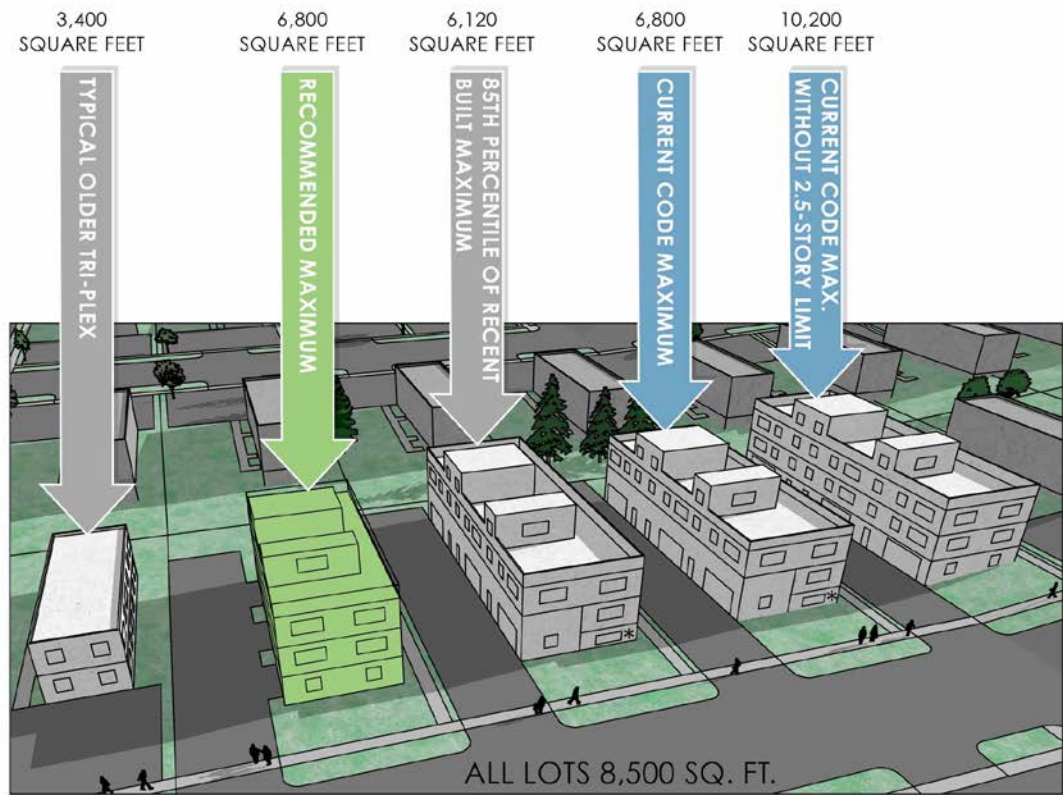 3,400
SQUARE FEET
6,800
SQUARE FEET
6,120
SQUARE FEET
6,800
SQUARE FEET
10,200
SQUARE FEET
TYPICAL OLDER TRI-PLEX
RECOMMENDED MAXIMUM
85TH PERCENTILE OF RECENT
BUILT MAXIMUM
CURRENT CODE MAXIMUM
CURRENT CODE MAX.
WITHOUT 2.5-STORY LIMIT
*
*
ALL LOTS 8,500 SQ. FT.